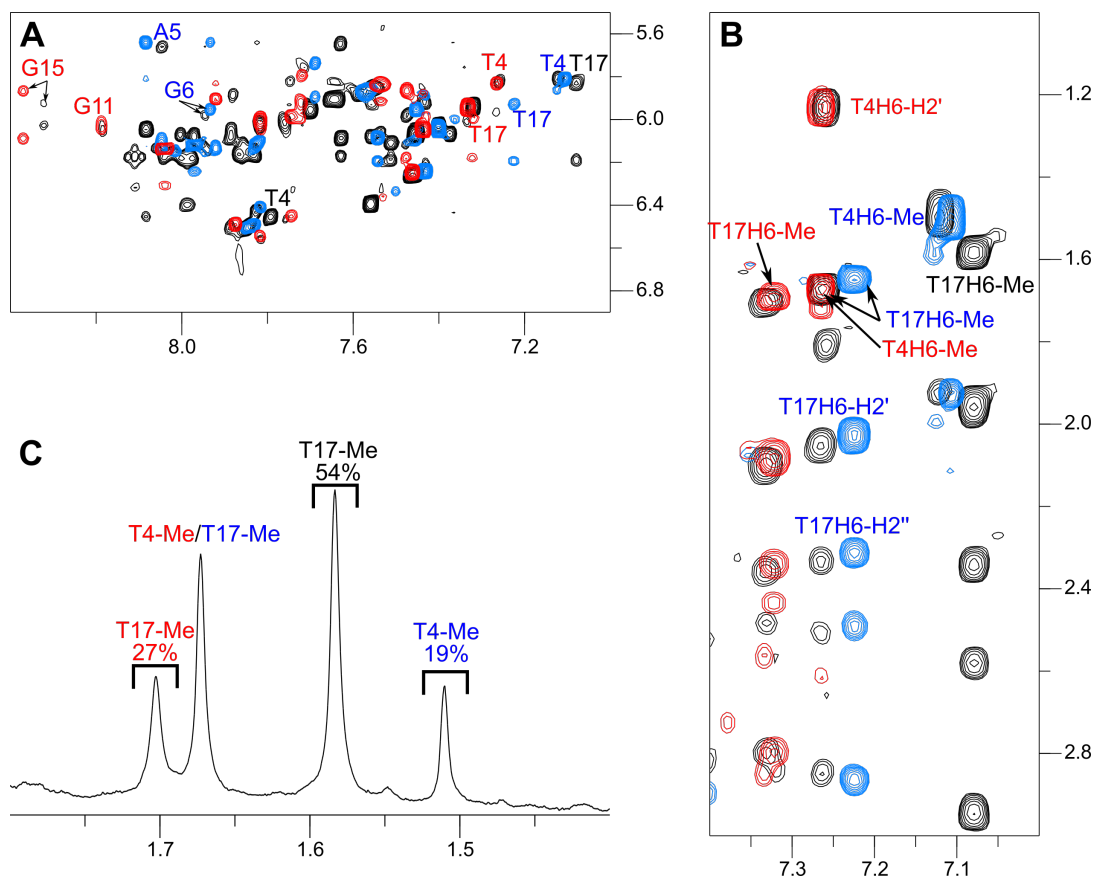 A
A5
G15
G11
G6
T4
T17
T4
T17
T17
T4
5.6
6.0
6.4
6.8
8.0
7.6
7.2
B
T4H6-H2'
T4H6-Me
T17H6-Me
T17H6-Me
T17H6-Me
T4H6-Me
T17H6-H2'
T17H6-H2''
1.2
1.6
2.0
2.4
2.8
7.3
7.2
7.1
C
T17-Me
54%
T4-Me/T17-Me
T17-Me
27%
T4-Me
19%
1.7
1.6
1.5